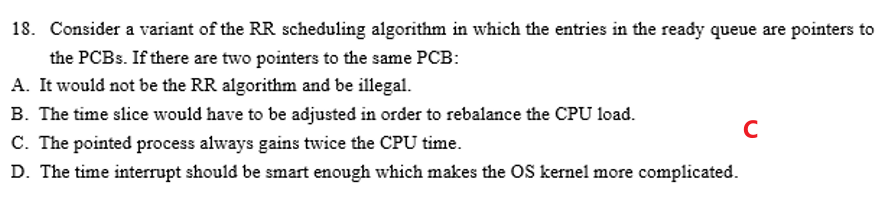 18. Consider a variant of the RR scheduling algorithm in which the entries in the ready queue are pointers to
the PCBs. If there are two pointers to the same PCB:
A. It would not be the RR algorithm and be illegal.
B. The time slice would have to be adjusted in order to rebalance the CPU load.
C. The pointed process always gains twice the CPU time.
D. The time interrupt should be smart enough which makes the OS kernel more complicated.
C